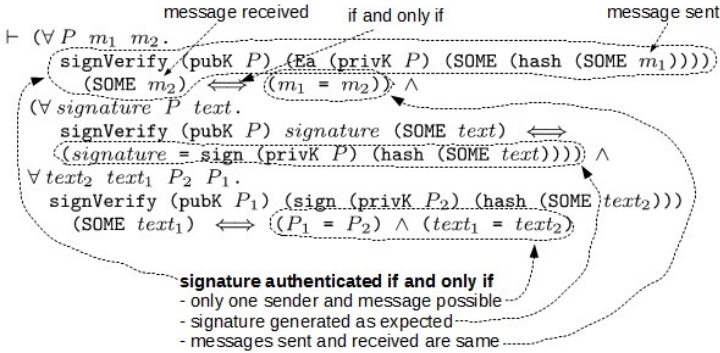 message received if and only if message sent
⊢ (∀ P m₁ m₂.
signVerify (pubK P) (Ea (privK P) (SOME (hash (SOME m₁))))
(SOME m₂) ⟺ (m₁ = m₂)) ∧
(∀ signature P text.
signVerify (pubK P) signature (SOME text) ⟺
(signature = sign (privK P) (hash (SOME text)))) ∧
∀ text₂ text₁ P₂ P₁.
signVerify (pubK P₁) (sign (privK P₂) (hash (SOME text₂)))
(SOME text₁) ⟺ (P₁ = P₂) ∧ (text₁ = text₂)
signature authenticated if and only if
- only one sender and message possible
- signature generated as expected
- messages sent and received are same